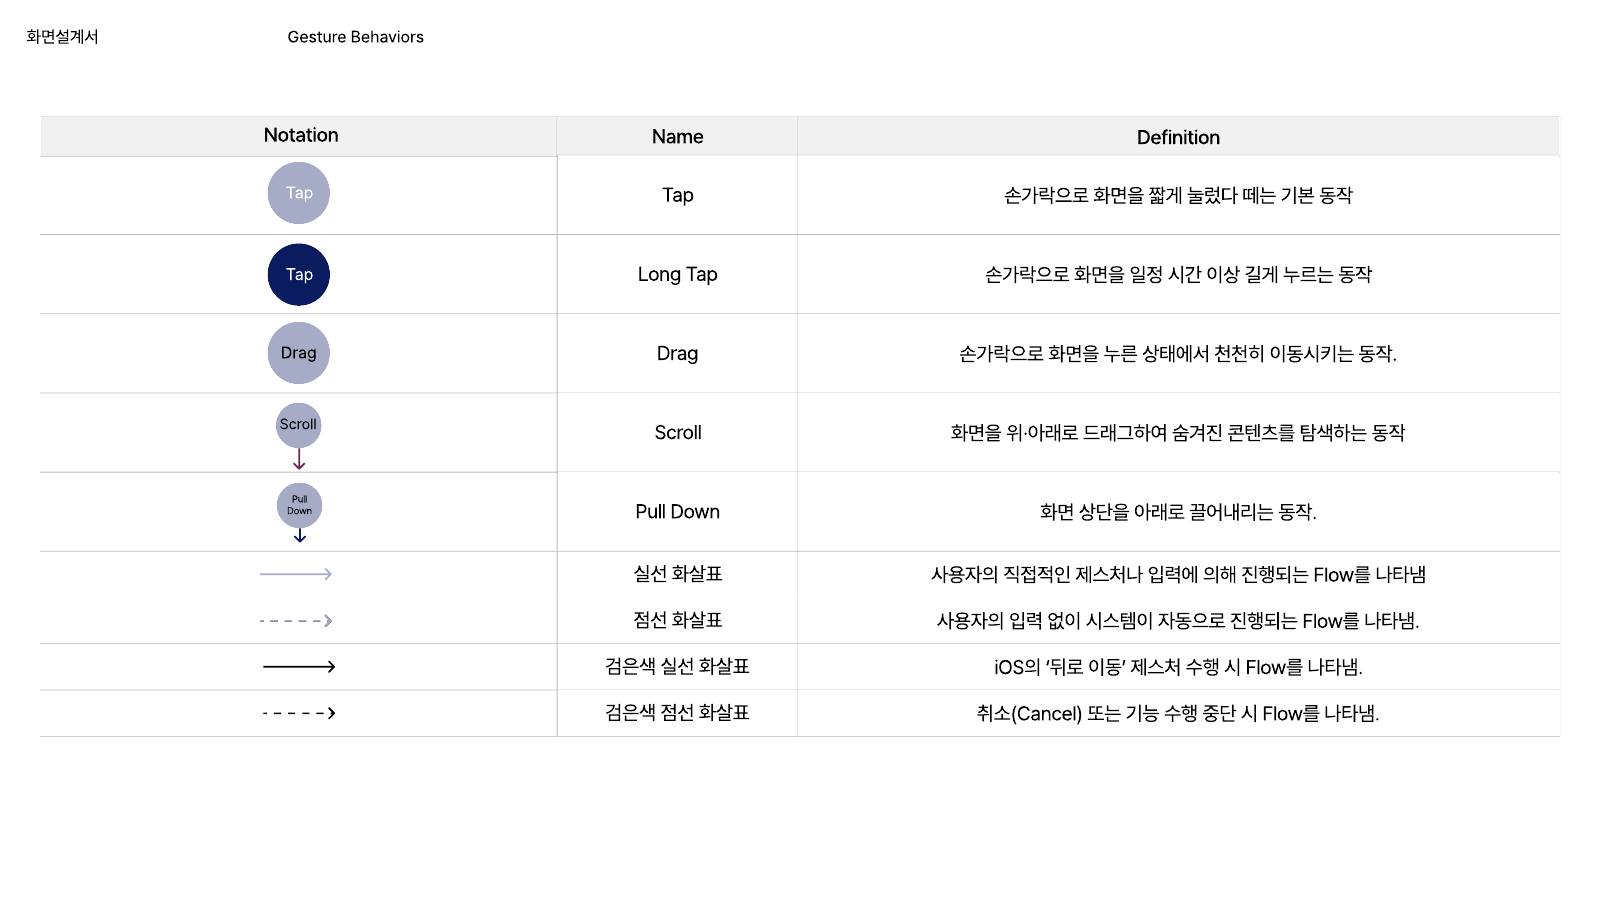 화면설계서
Gesture Behaviors
Notation
Name
Definition
Tap
Tap
손가락으로 화면을 짧게 눌렀다 떼는 기본 동작
Tap
Long Tap
손가락으로 화면을 일정 시간 이상 길게 누르는 동작
Drag
Drag
손가락으로 화면을 누른 상태에서 천천히 이동시키는 동작.
Scroll
Scroll
화면을 위·아래로 드래그하여 숨겨진 콘텐츠를 탐색하는 동작
Pull
Down
Pull Down
화면 상단을 아래로 끌어내리는 동작.
실선 화살표
사용자의 직접적인 제스처나 입력에 의해 진행되는 Flow를 나타냄
점선 화살표
사용자의 입력 없이 시스템이 자동으로 진행되는 Flow를 나타냄.
검은색 실선 화살표
iOS의 ‘뒤로 이동’ 제스처 수행 시 Flow를 나타냄.
검은색 점선 화살표
취소(Cancel) 또는 기능 수행 중단 시 Flow를 나타냄.